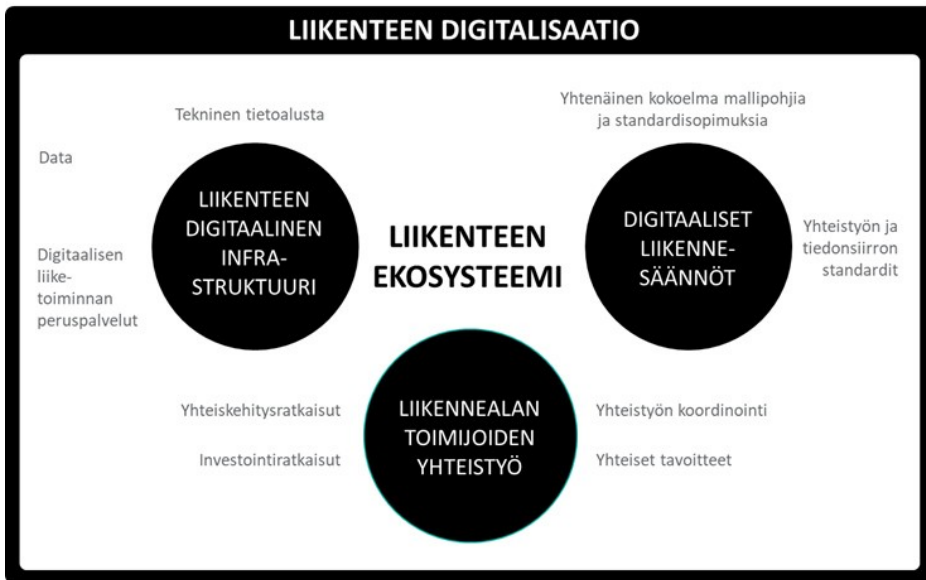 LIIKENTEEN DIGITALISAATIO
Tekninen tietoalusta
Data
Digitaalisen
liike-
toiminnan
peruspalvelut
LIIKENTEEN
DIGITAALINEN
INFRA-
STRUKTUURI
LIIKENTEEN
EKOSYSTEEMI
Yhtenäinen kokoelma mallipohjia
ja standardisopimuksia
DIGITAALISET
LIIKENNE-
SÄÄNNÖT
Yhteistyön ja
tiedonsiirron
standardit
Yhteiskehitysratkaisut
Investointiratkaisut
LIIKENNEALAN
TOIMIJOIDEN
YHTEISTYÖ
Yhteistyön koordinointi
Yhteiset tavoitteet